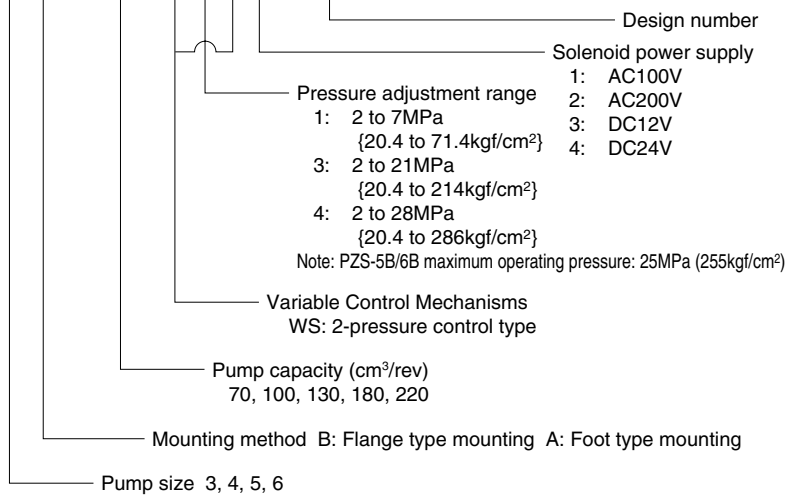 Design number
Solenoid power supply
1: AC100V
2: AC200V
3: DC12V
4: DC24V
Pressure adjustment range
1: 2 to 7MPa
{20.4 to 71.4kgf/cm²}
3: 2 to 21MPa
{20.4 to 214kgf/cm²}
4: 2 to 28MPa
{20.4 to 286kgf/cm²}
Note: PZS-5B/6B maximum operating pressure: 25MPa (255kgf/cm²)
Variable Control Mechanisms
WS: 2-pressure control type
Pump capacity (cm³/rev)
70, 100, 130, 180, 220
Mounting method B: Flange type mounting A: Foot type mounting
Pump size 3, 4, 5, 6